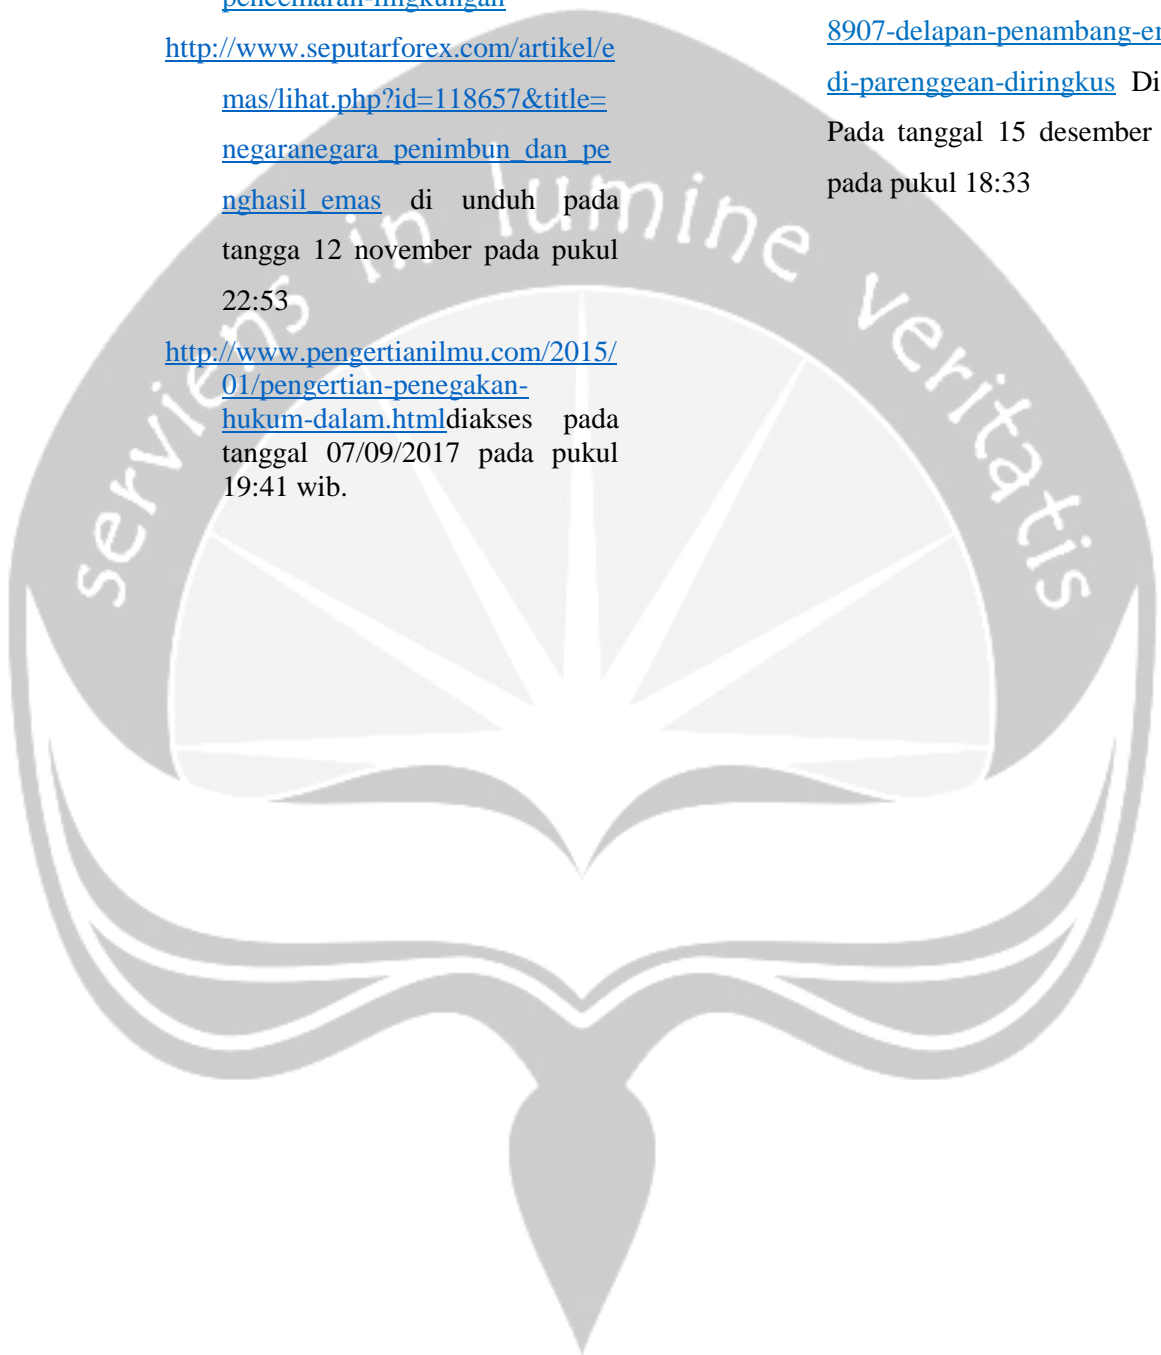 pencemaran-lingkungan
http://www.seputarforex.com/artikel/e
mas/lihat.php?id=118657&title=
negaranegara_penimbun_dan_pe
nghasil_emas di unduh pada
tangga 12 november pada pukul
22:53
http://www.pengertianilmu.com/2015/
01/pengertian-penegakan-
hukum-dalam.htmldiakses pada
tanggal 07/09/2017 pada pukul
19:41 wib.
8907-delapan-penambang-
di-parenggean-diringkus Di
Pada tanggal 15 desember
pada pukul 18:33
serviens in lumine veritatis